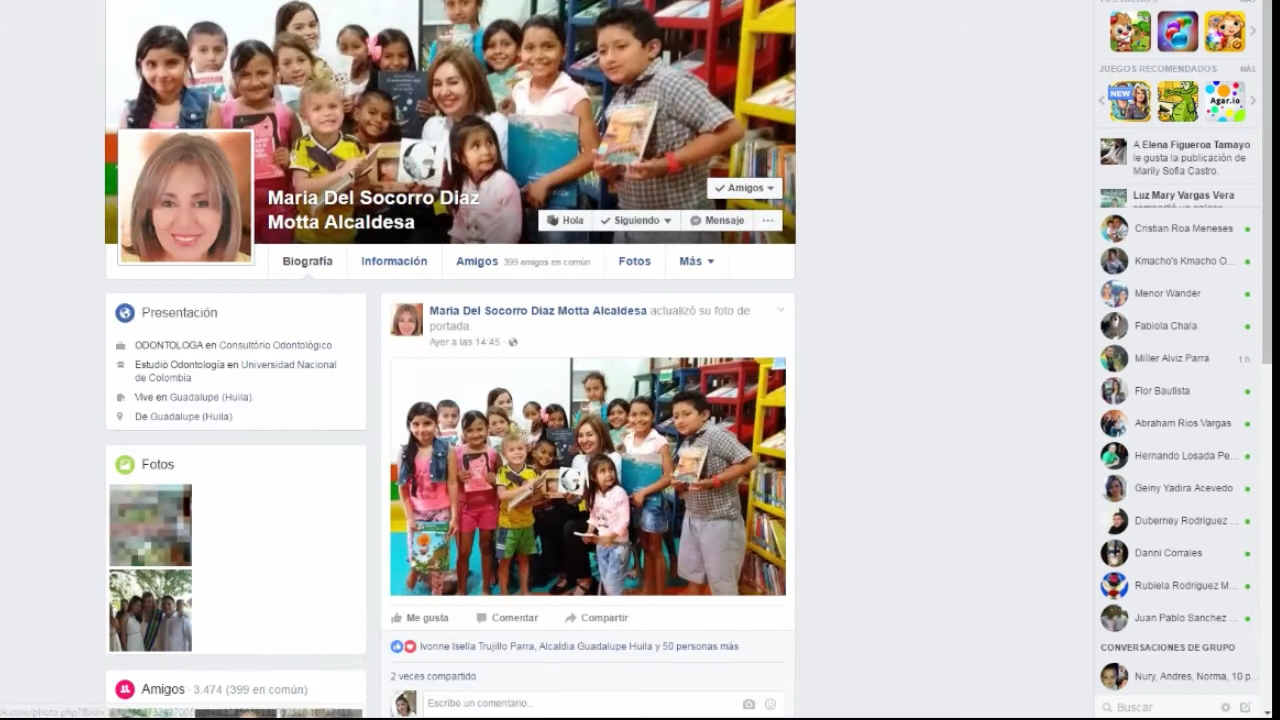 MÁS
JUEGOS RECOMENDADOS MÁS
NEW
Agar.io
A Elena Figueroa Tamayo
le gusta la publicación de
Marily Sofia Castro.
Luz Mary Vargas Vera
Maria Del Socorro Diaz
Motta Alcaldesa
Amigos
Hola Siguiendo Mensaje ...
Biografía Información Amigos 399 amigos en común Fotos Más
Presentación
ODONTOLOGA en Consultório Odontológico
Estudió Odontología en Universidad Nacional
de Colombia
Vive en Guadalupe (Huila)
De Guadalupe (Huila)
Fotos
Amigos · 3.474 (399 en común)
Maria Del Socorro Diaz Motta Alcaldesa actualizó su foto de
portada.
Ayer a las 14:45 ·
Me gusta Comentar Compartir
Ivonne Isella Trujillo Parra, Alcaldia Guadalupe Huila y 50 personas más
2 veces compartido
Escribe un comentario...
Cristian Roa Meneses
Kmacho's Kmacho O...
Menor Wander
Fabiola Chala
Miller Alviz Parra 1 h
Flor Bautista
Abraham Rios Vargas
Hernando Losada Pe...
Geiny Yadira Acevedo
Duberney Rodriguez ...
Danni Corrales
Rubiela Rodriguez M...
Juan Pablo Sanchez ...
CONVERSACIONES DE GRUPO
Nury, Andres, Norma, 10 p...
Buscar